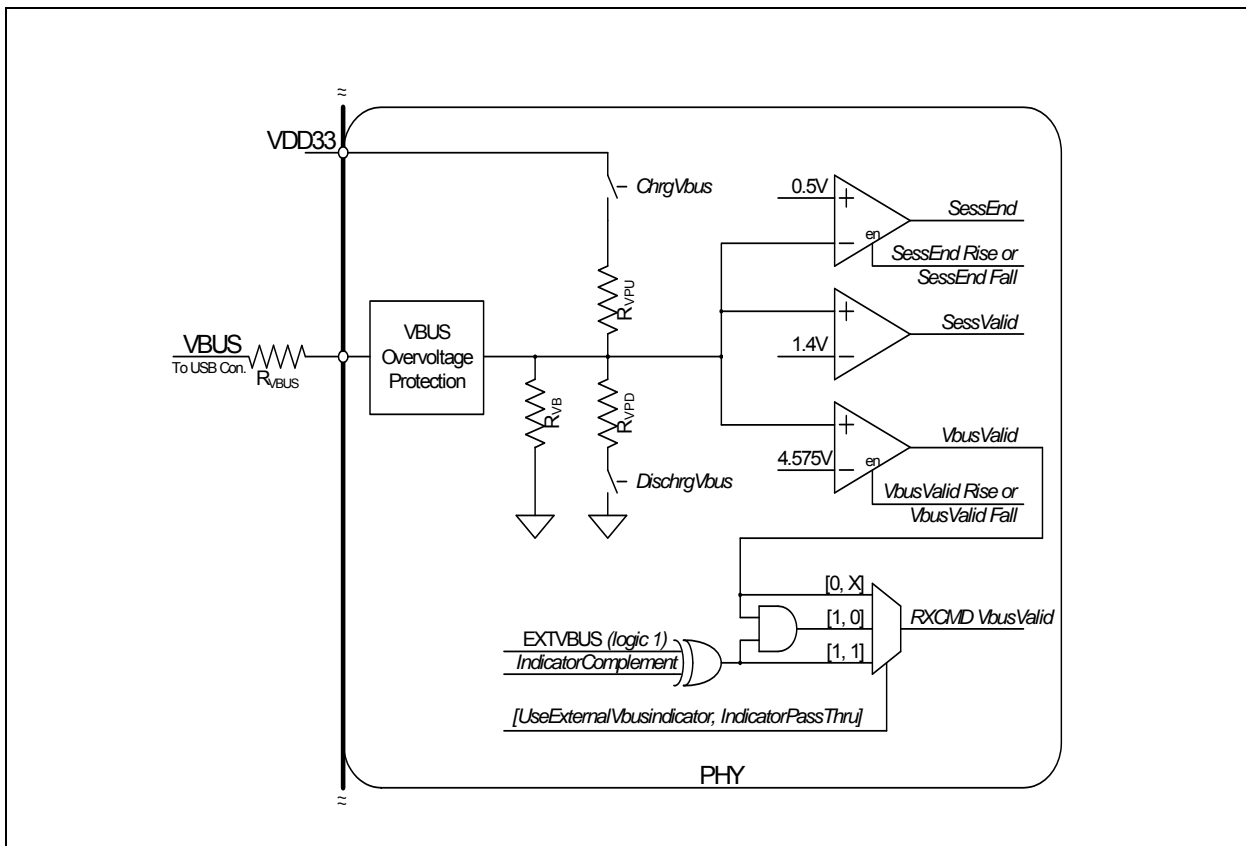 ≈
VDD33
ChrgVbus
0.5V
+
SessEnd
−
en
SessEnd Rise or
SessEnd Fall
RVPU
+
SessValid
1.4V
−
VBUS
To USB Con.
RVBUS
VBUS
Overvoltage
Protection
RVB
RVPD
+
VbusValid
4.575V
−
en
DischrgVbus
VbusValid Rise or
VbusValid Fall
[0, X]
[1, 0]
RXCMD VbusValid
EXTVBUS (logic 1)
IndicatorComplement
[1, 1]
[UseExternalVbusindicator, IndicatorPassThru]
PHY
≈